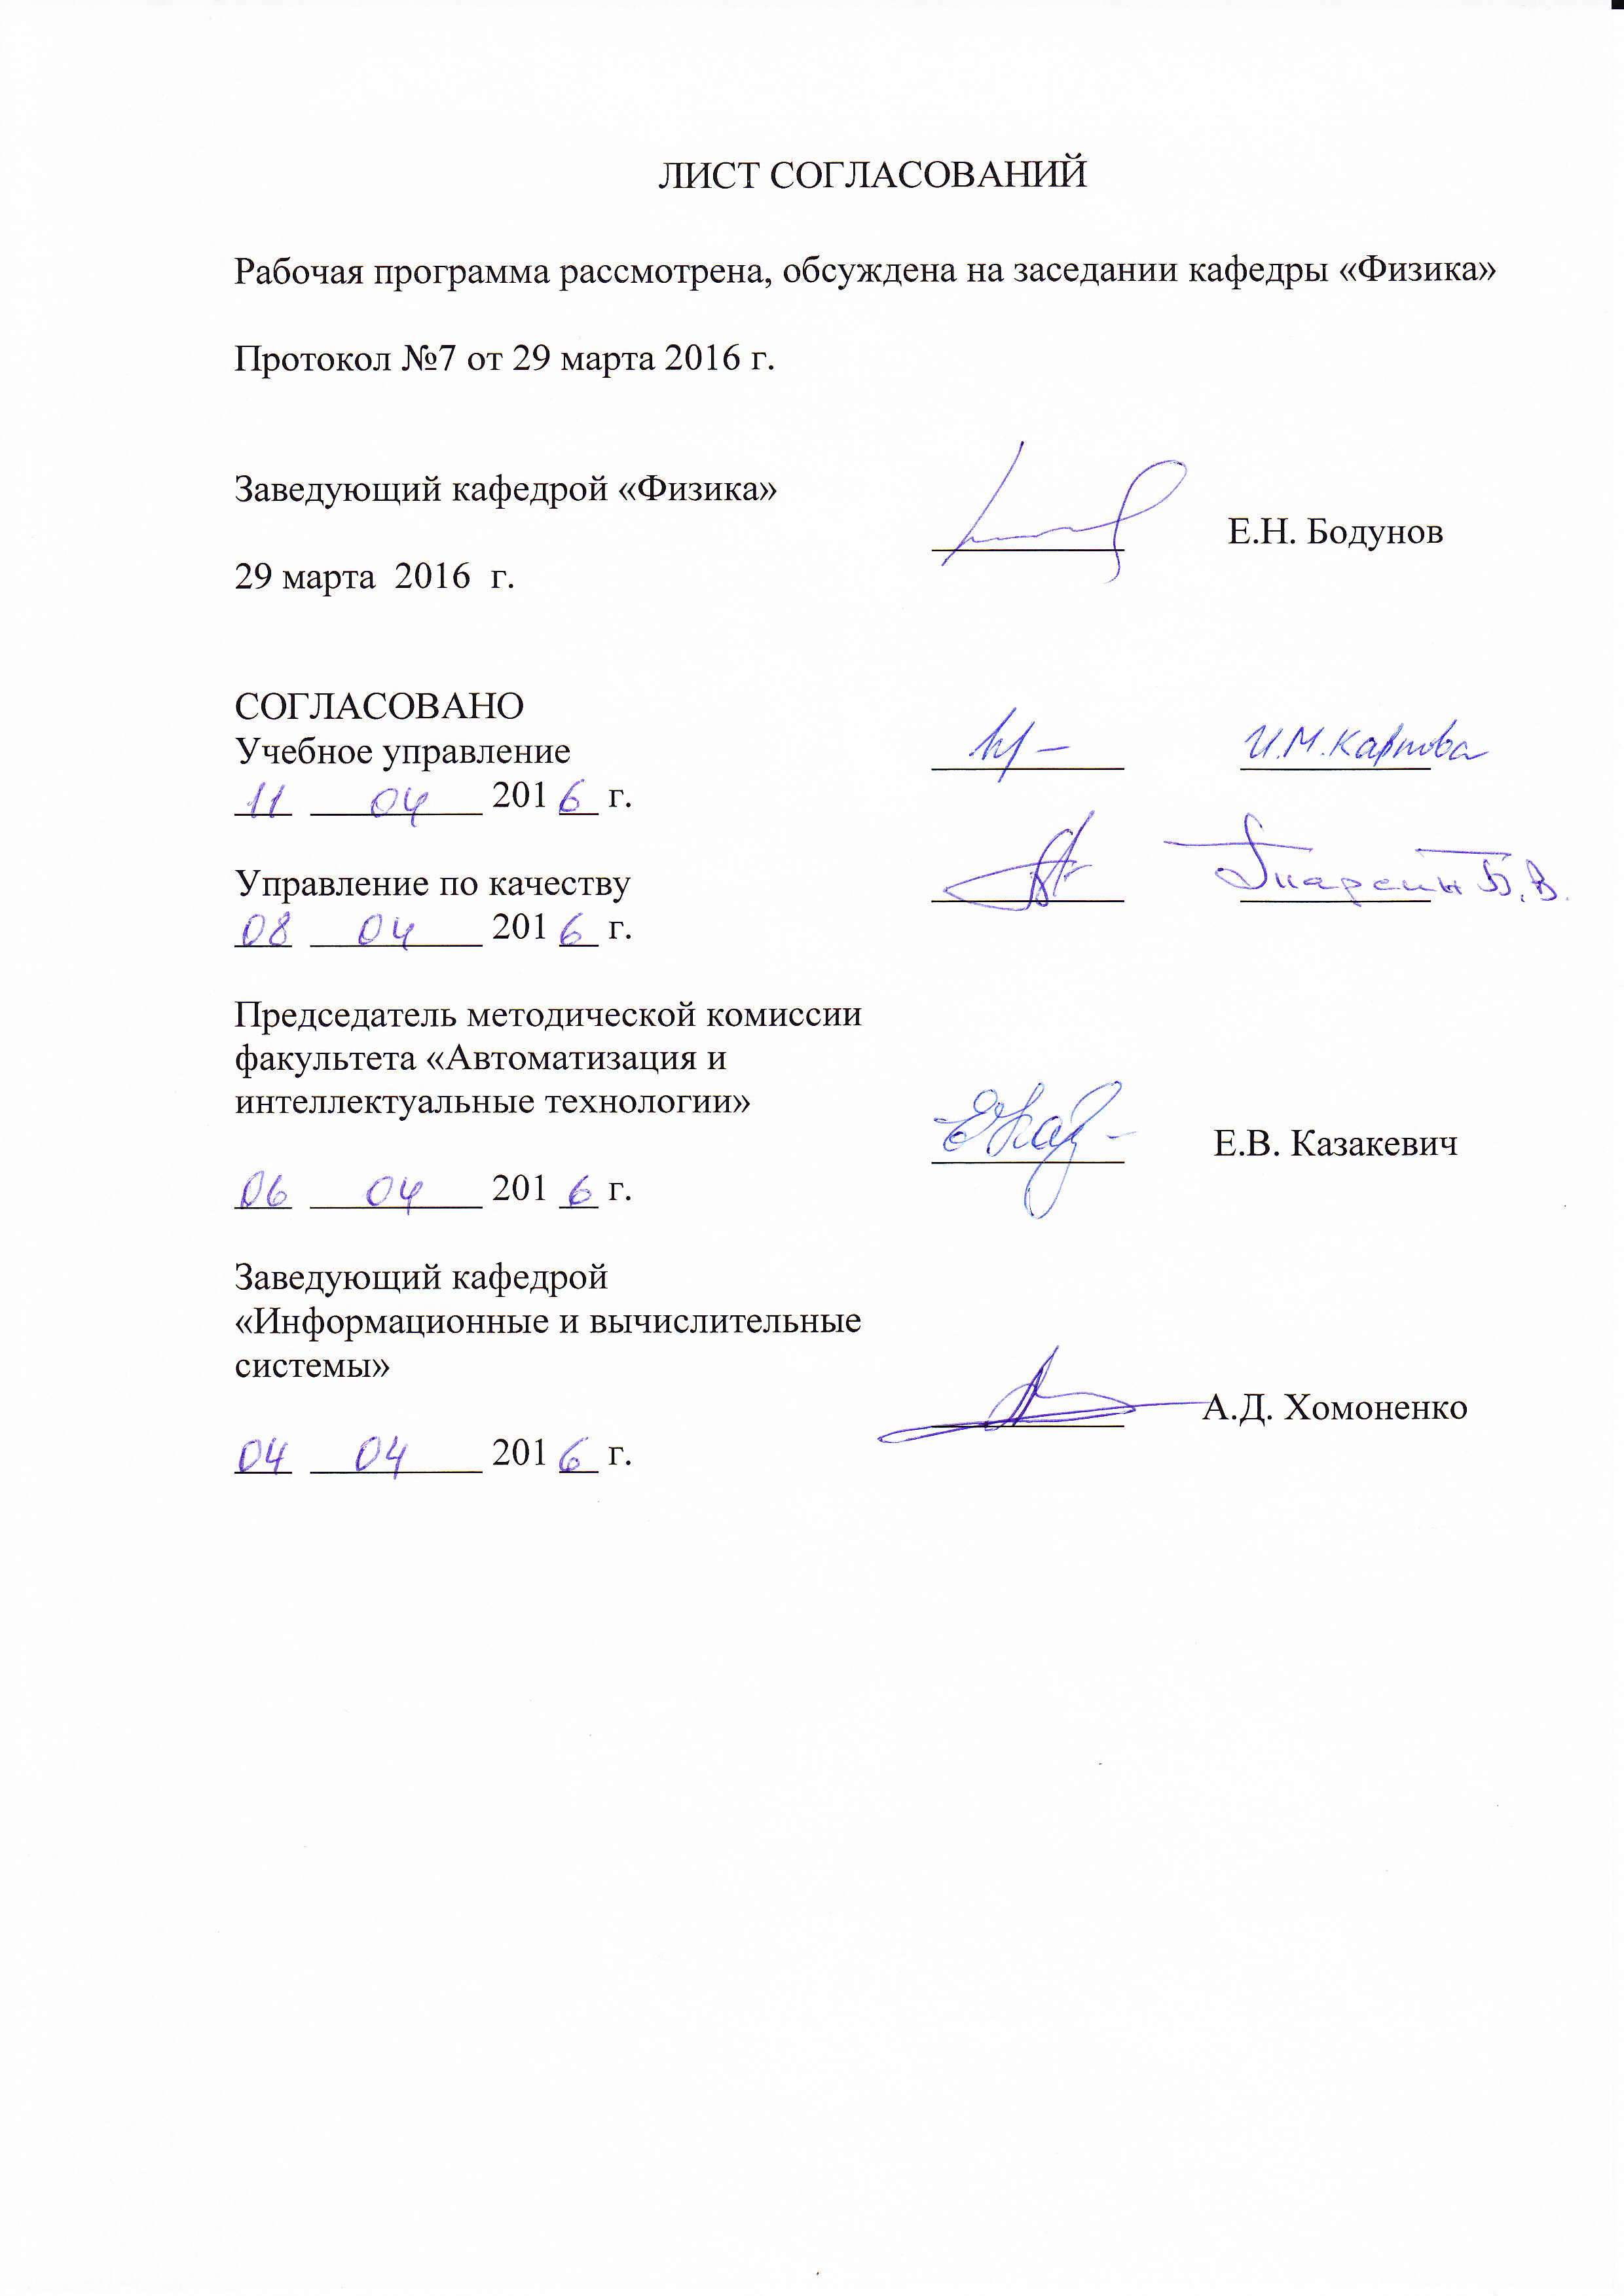 ЛИСТ СОГЛАСОВАНИЙ
Рабочая программа рассмотрена, обсуждена на заседании кафедры «Физика»
Протокол №7 от 29 марта 2016 г.
Заведующий кафедрой «Физика»
Е.Н. Бодунов
29 марта 2016 г.
СОГЛАСОВАНО
Учебное управление И.М. Карпова
11 04 2016 г.
Управление по качеству Б.В.
08 04 2016 г.
Председатель методической комиссии
факультета «Автоматизация и
интеллектуальные технологии»
Е.В. Казакевич
06 04 2016 г.
Заведующий кафедрой
«Информационные и вычислительные
системы»
А.Д. Хомоненко
04 04 2016 г.